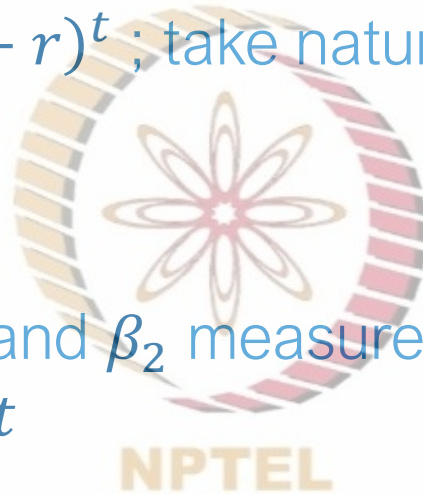 - r)^t ; take natur
and β₂ measure
t
NPTEL